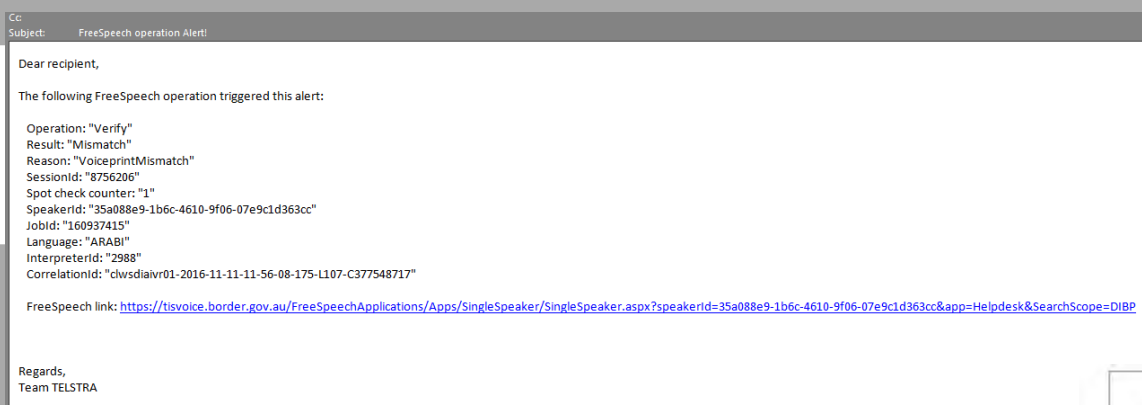 Cc:
Subject: FreeSpeech operation Alert!
Dear recipient,
The following FreeSpeech operation triggered this alert:
Operation: "Verify"
Result: "Mismatch"
Reason: "VoiceprintMismatch"
SessionId: "8756206"
Spot check counter: "1"
SpeakerId: "35a088e9-1b6c-4610-9f06-07e9c1d363cc"
JobId: "160937415"
Language: "ARABI"
InterpreterId: "2988"
CorrelationId: "clwsdiaivr01-2016-11-11-11-56-08-175-L107-C377548717"
FreeSpeech link: https://tisvoice.border.gov.au/FreeSpeechApplications/Apps/SingleSpeaker/SingleSpeaker.aspx?speakerId=35a088e9-1b6c-4610-9f06-07e9c1d363cc&app=Helpdesk&SearchScope=DIBP
Regards,
Team TELSTRA